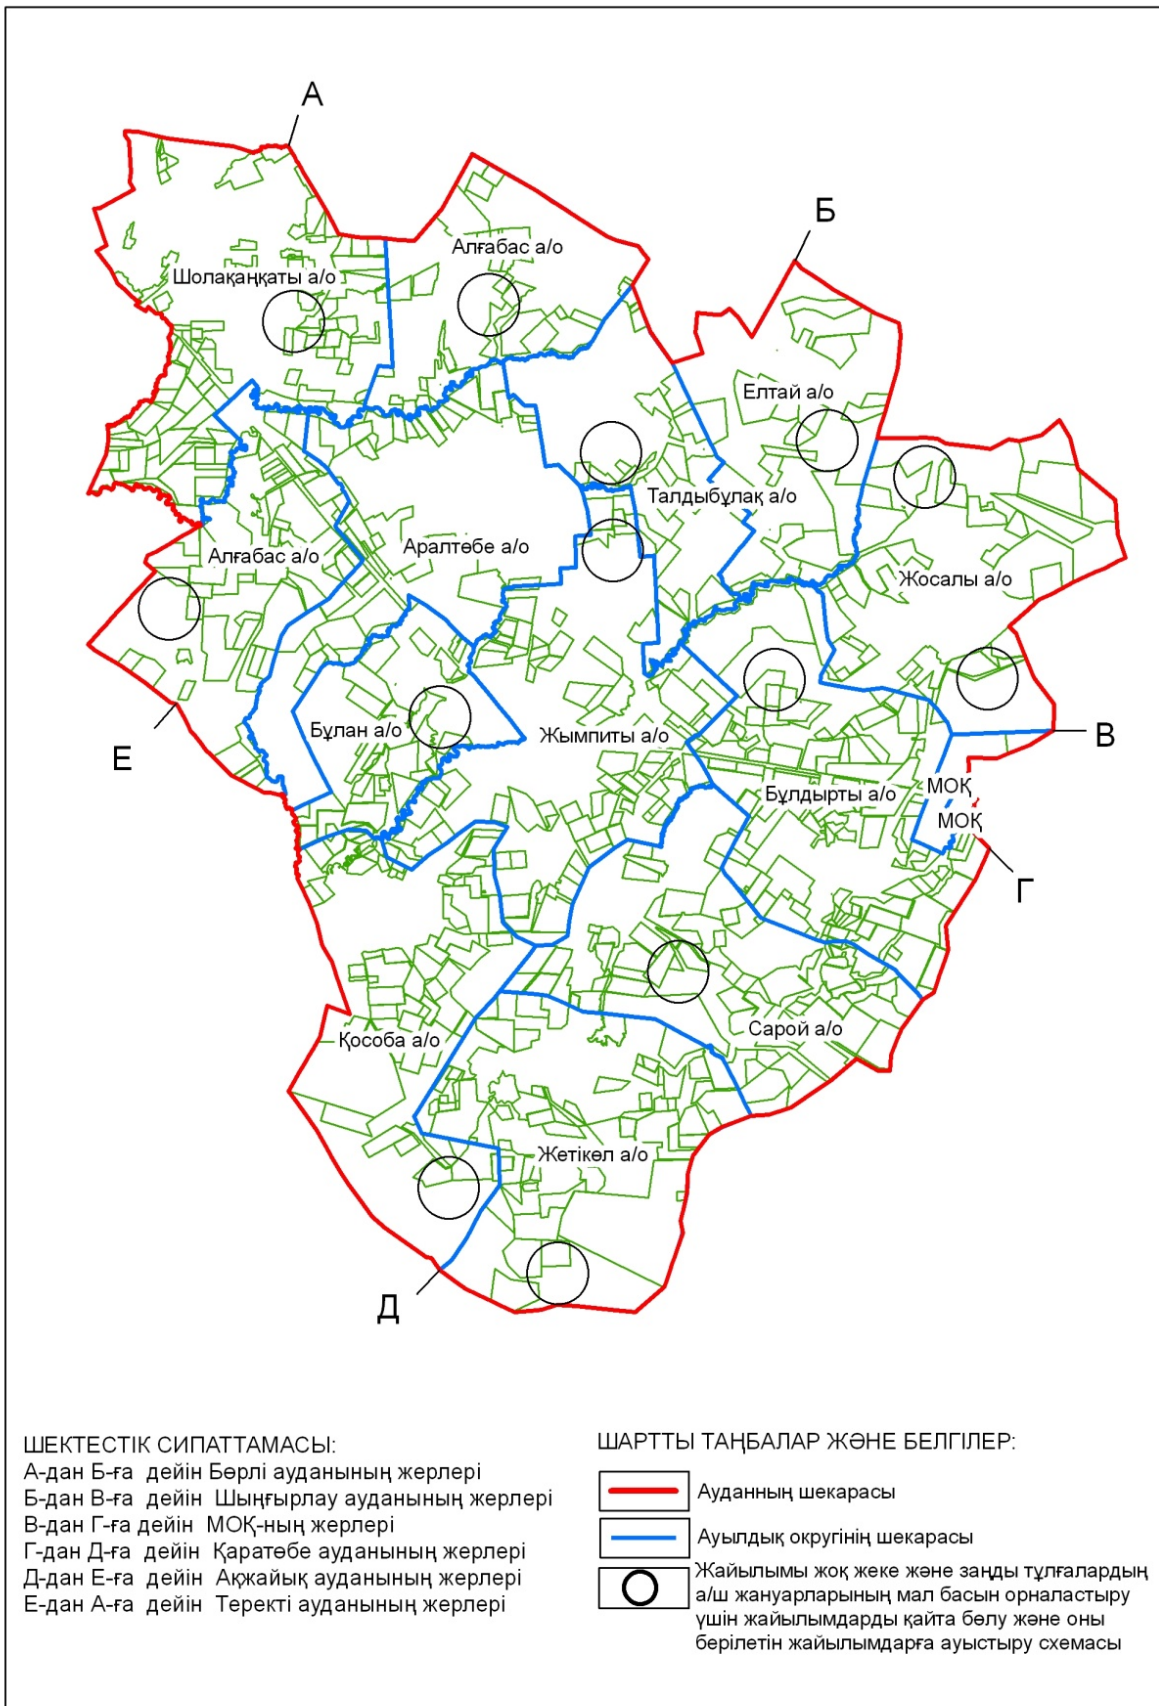 А
Б
Алғабас а/о
Шолақаңқаты а/о
Елтай а/о
Талдыбұлақ а/о
Аралтөбе а/о
Алғабас а/о
Жосалы а/о
Бұлан а/о
Жымпиты а/о
Е
В
МОҚ
Бұлдырты а/о
МОҚ
Г
Сарой а/о
Қособа а/о
Жетікөл а/о
Д
ШЕКТЕСТІК СИПАТТАМАСЫ:
А-дан Б-ға дейін Бөрлі ауданының жерлері
Б-дан В-ға дейін Шыңғырлау ауданының жерлері
В-дан Г-ға дейін МОҚ-ның жерлері
Г-дан Д-ға дейін Қаратөбе ауданының жерлері
Д-дан Е-ға дейін Ақжайық ауданының жерлері
Е-дан А-ға дейін Теректі ауданының жерлері
ШАРТТЫ ТАҢБАЛАР ЖӘНЕ БЕЛГІЛЕР:
Ауданның шекарасы
Ауылдық округінің шекарасы
Жайылымы жоқ жеке және заңды тұлғалардың
а/ш жануарларының мал басын орналастыру
үшін жайылымдарды қайта бөлу және оны
берілетін жайылымдарға ауыстыру схемасы